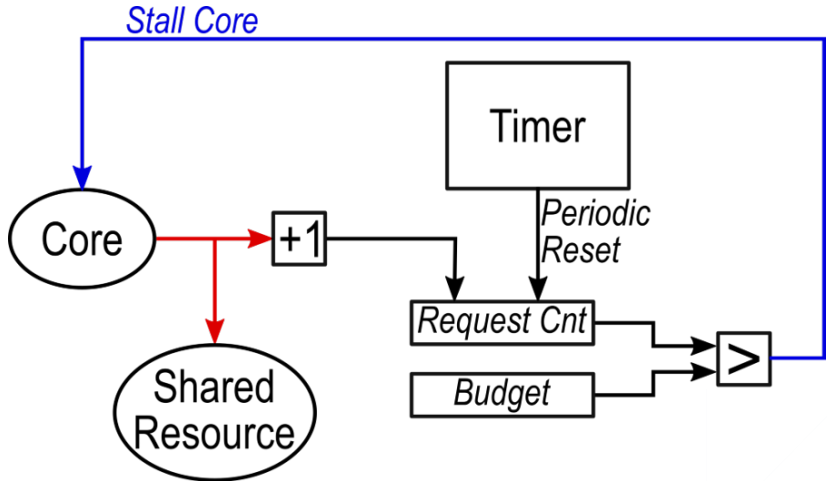 Stall Core
Timer
Periodic
Reset
Core
+1
Request Cnt
>
Shared
Resource
Budget